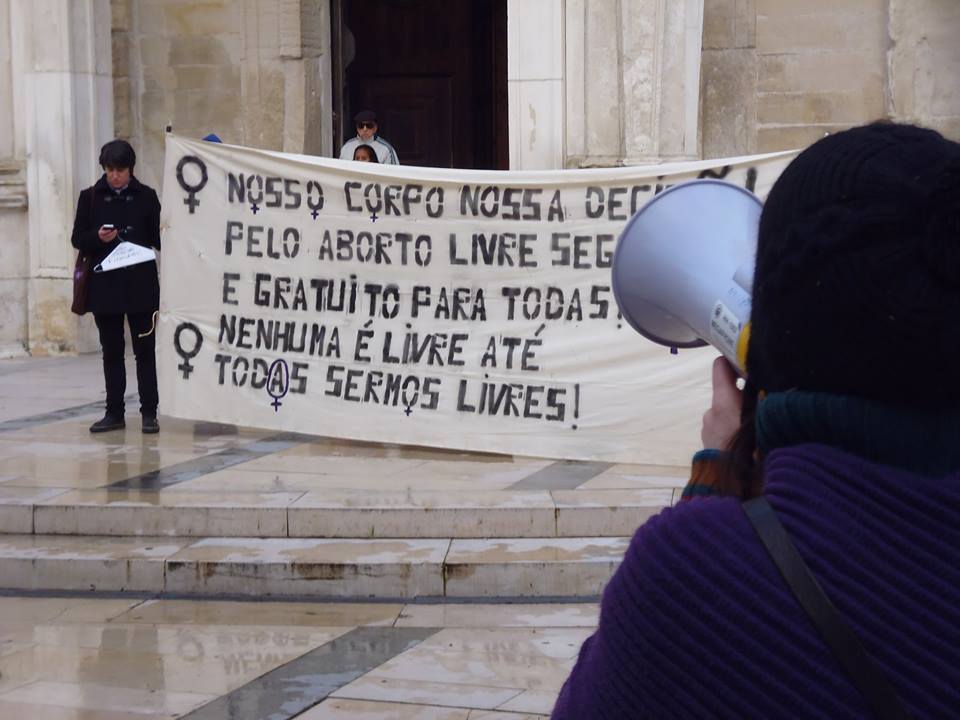 NOSSO CORPO NOSSA
PELO ABORTO LIVRE
E GRATUITO PARA TODAS!
NENHUMA É LIVRE ATÉ
TODAS SERMOS LIVRES!